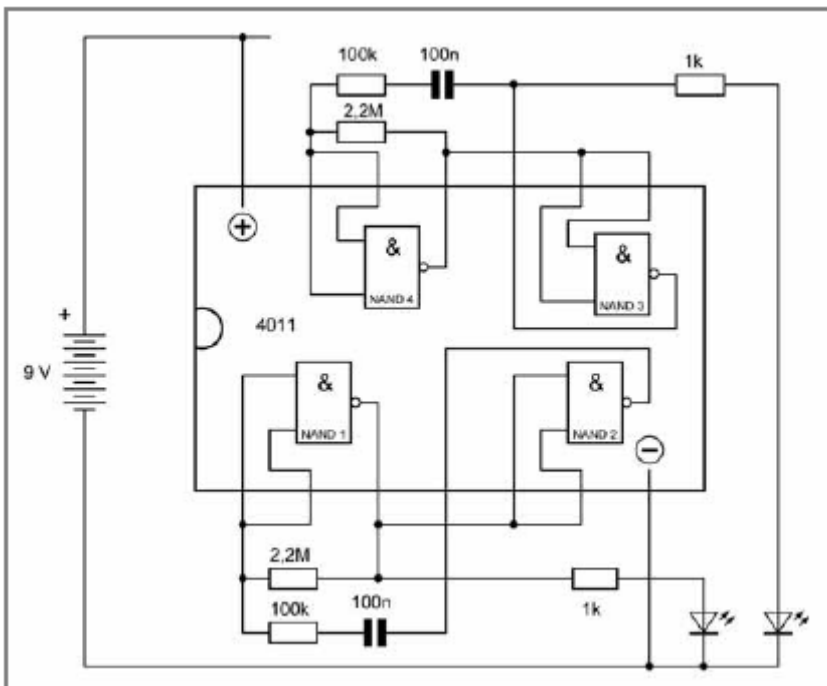 100k
100n
1k
2,2M
+
&
NAND 4
&
NAND 3
+
4011
9 V
&
NAND 1
&
NAND 2
−
2,2M
100k
100n
1k